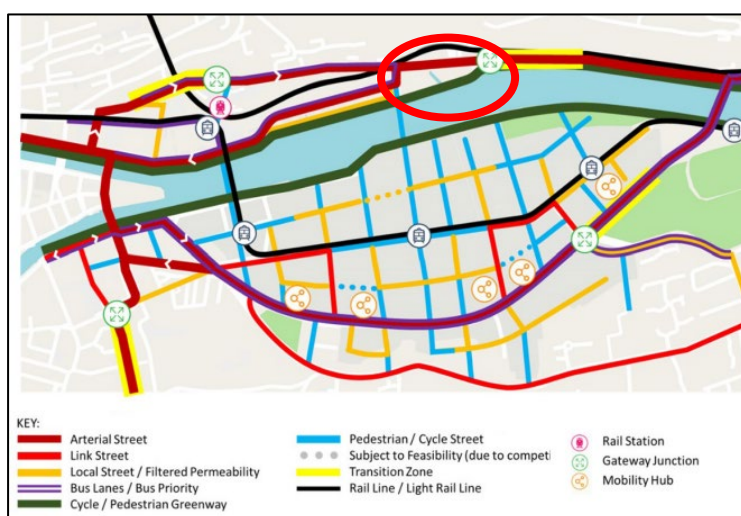 KEY:
Arterial Street
Link Street
Local Street / Filtered Permeability
Bus Lanes / Bus Priority
Cycle / Pedestrian Greenway
Pedestrian / Cycle Street
Subject to Feasibility (due to competi
Transition Zone
Rail Line / Light Rail Line
Rail Station
Gateway Junction
Mobility Hub